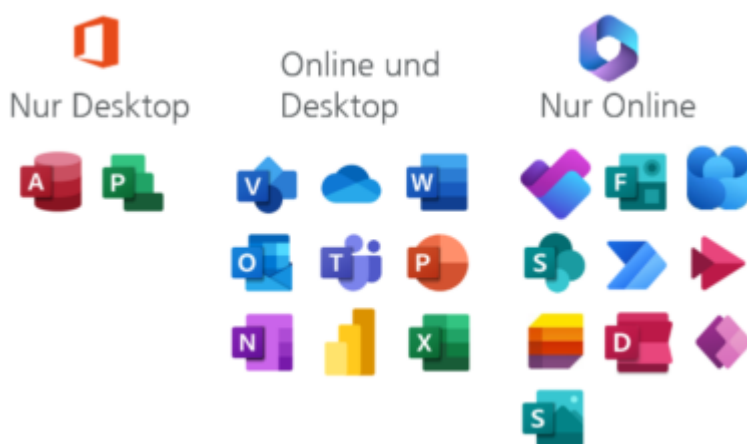 Nur Desktop
Online und
Desktop
Nur Online
A P
V W
O T P
N X
F
S
D
S